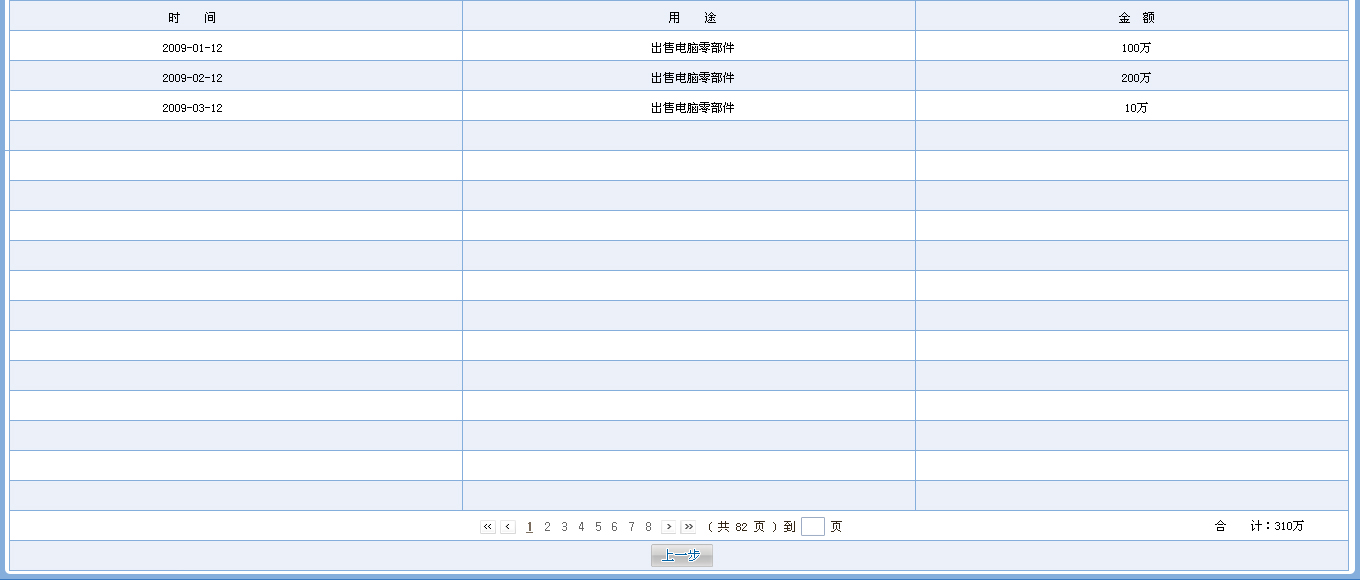 时 间 用 途 金 额
2009-01-12 出售电脑零部件 100万
2009-02-12 出售电脑零部件 200万
2009-03-12 出售电脑零部件 10万
« ‹ 1 2 3 4 5 6 7 8 › » ( 共 82 页 ) 到 页 合 计：310万
上一步